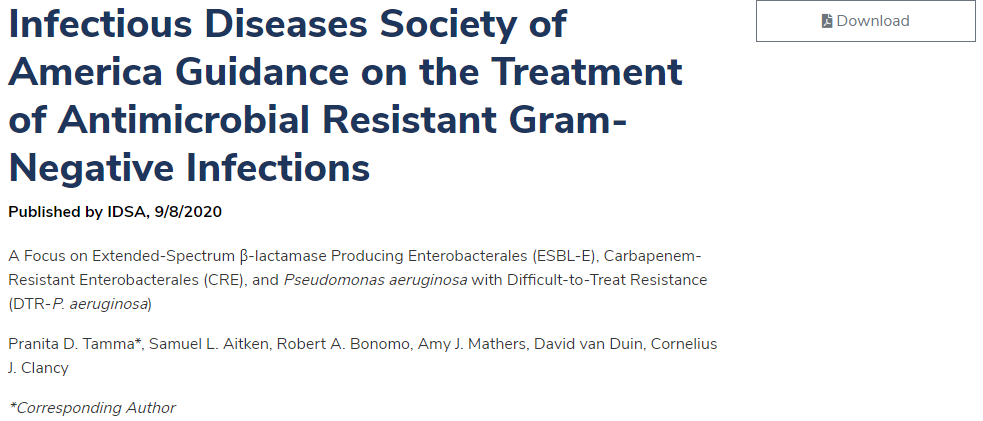 Infectious Diseases Society of
America Guidance on the Treatment
of Antimicrobial Resistant Gram-
Negative Infections
Download
Published by IDSA, 9/8/2020
A Focus on Extended-Spectrum β-lactamase Producing Enterobacterales (ESBL-E), Carbapenem-
Resistant Enterobacterales (CRE), and Pseudomonas aeruginosa with Difficult-to-Treat Resistance
(DTR-P. aeruginosa)
Pranita D. Tamma*, Samuel L. Aitken, Robert A. Bonomo, Amy J. Mathers, David van Duin, Cornelius
J. Clancy
*Corresponding Author